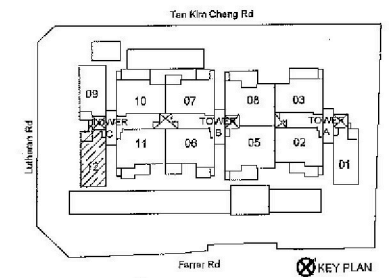 Tan Kim Cheng Rd
09
10
07
08
03
TOWER
C
TOWER
B
TOWER
A
11
06
05
02
01
12
Lutheran Rd
Farrer Rd
KEY PLAN